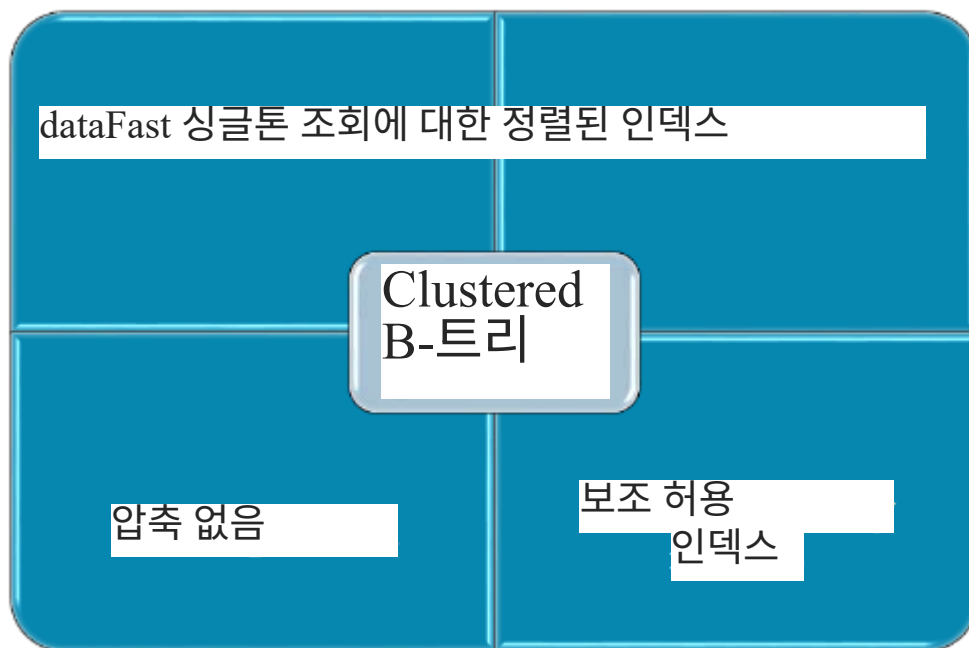 dataFast 싱글톤 조회에 대한 정렬된 인덱스
Clustered
B-트리
압축 없음
보조 허용
인덱스